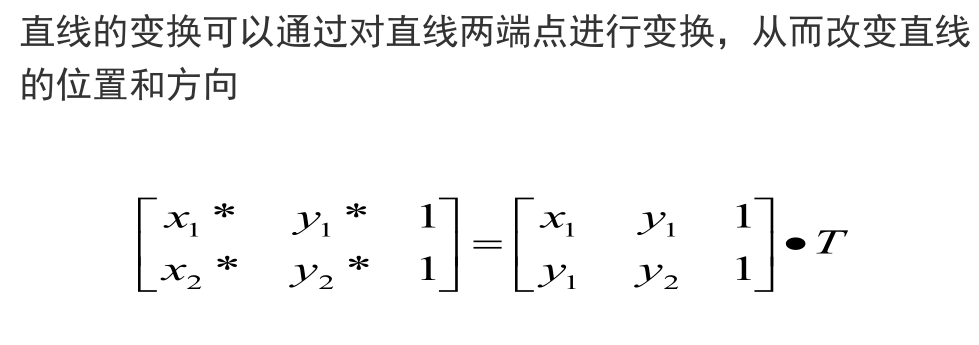 直线的变换可以通过对直线两端点进行变换，从而改变直线
的位置和方向
[x₁* y₁* 1] = [x₁ y₁ 1] • T
[x₂* y₂* 1] [y₁ y₂ 1]